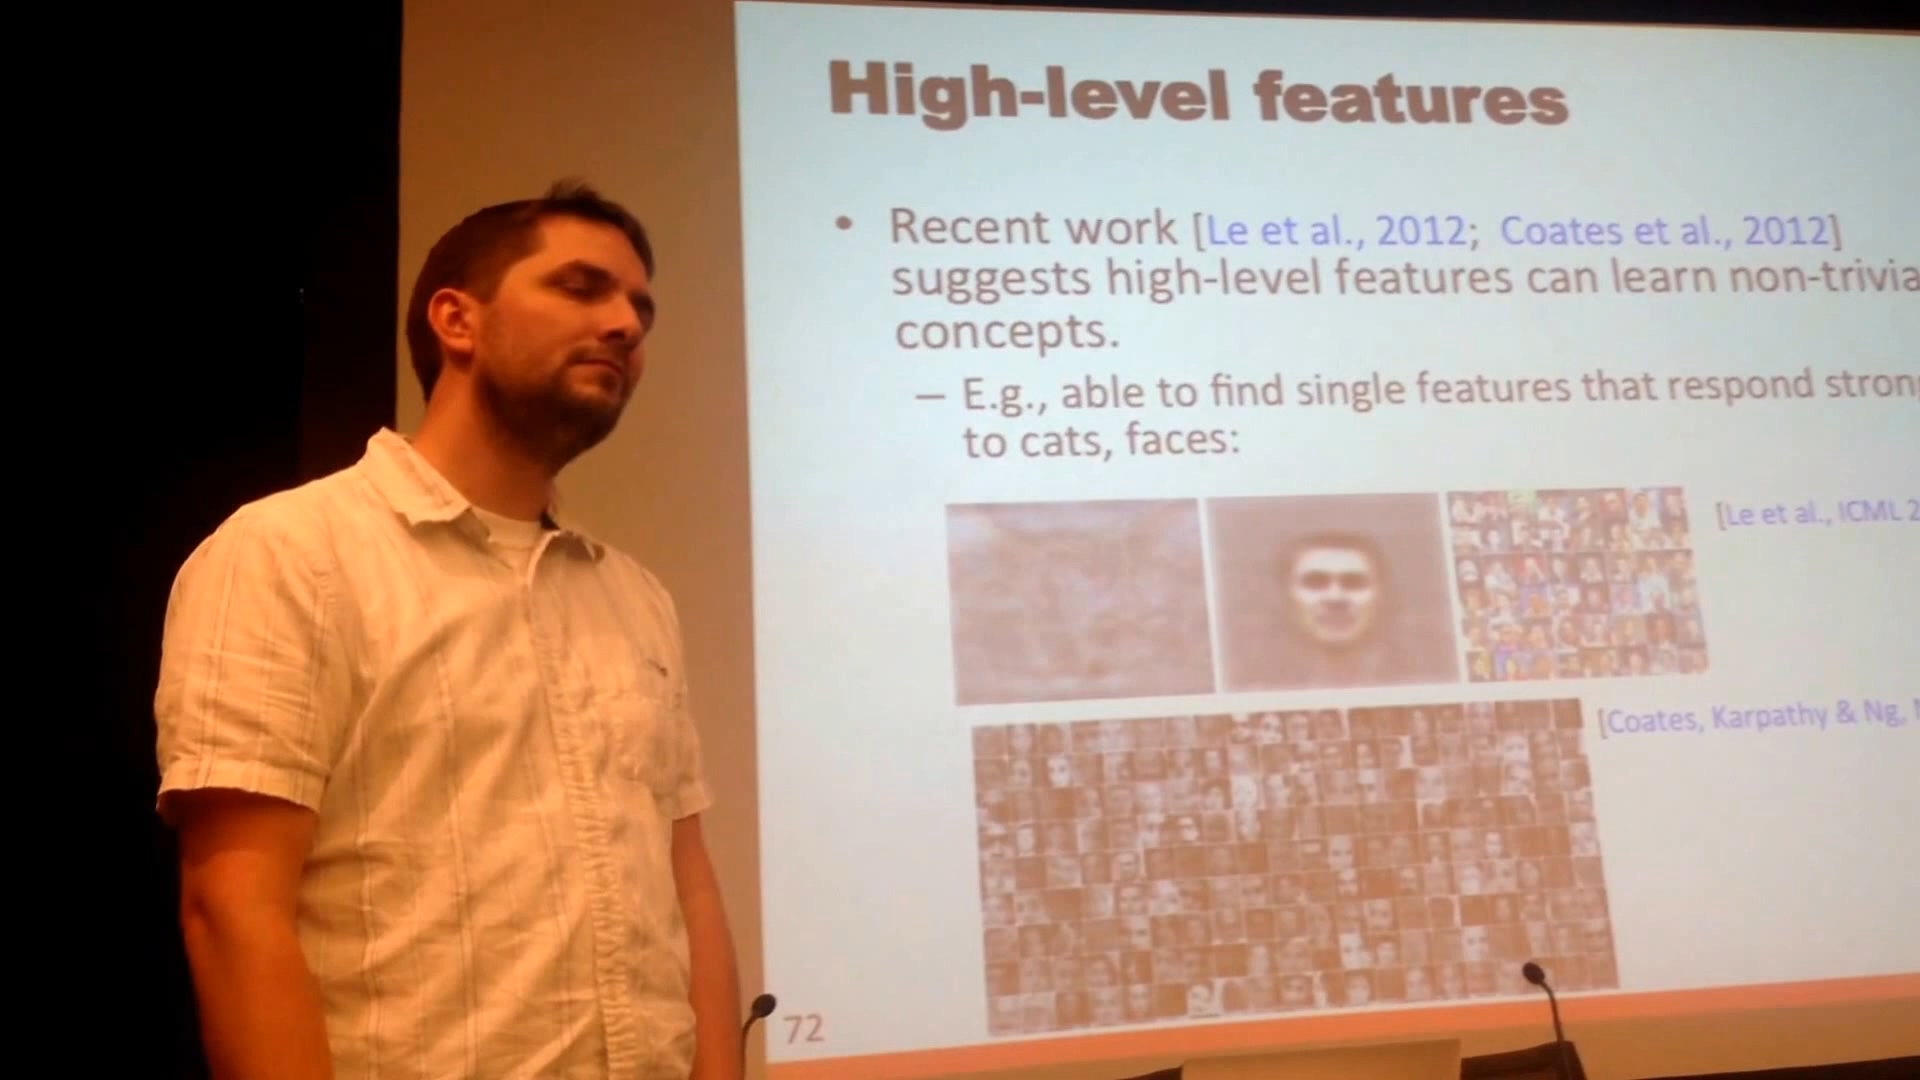 High-level features
• Recent work [Le et al., 2012; Coates et al., 2012]
suggests high-level features can learn non-trivia
concepts.
– E.g., able to find single features that respond stron
to cats, faces:
[Le et al., ICML 2
[Coates, Karpathy & Ng,
72